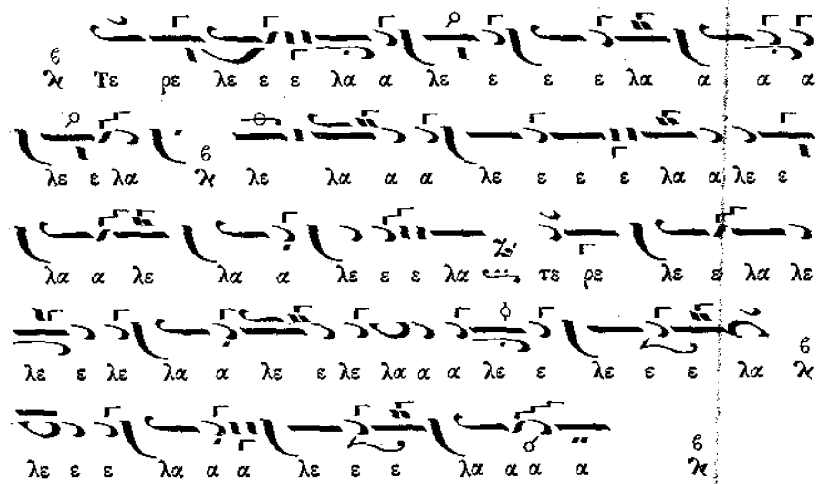 Τε ρε λε ε ε λα α λε ε ε ε λα α α α
λε ε λα λε λα α α λε ε ε ε λα α λε ε
λα α λε λα α λε ε ε λα τε ρε λε ε λα λε
λε ε λε λα α λε ε λε λα α α λε ε λε ε ε λα
λε ε ε λα α α λε ε ε λα α α α